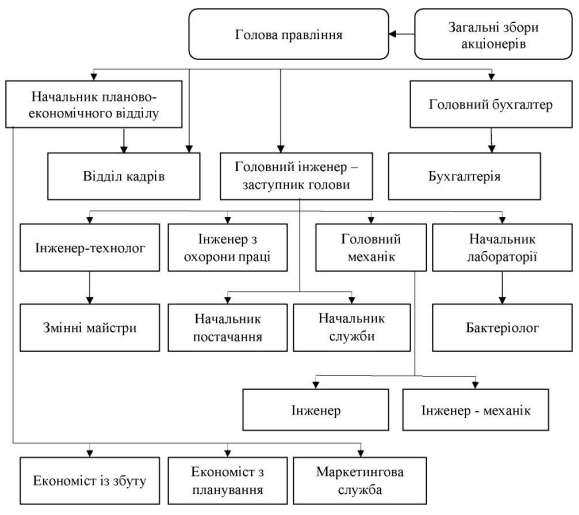 Голова правління
Загальні збори
акціонерів
Начальник планово-
економічного відділу
Головний бухгалтер
Відділ кадрів
Головний інженер –
заступник голови
Бухгалтерія
Інженер-технолог
Інженер з
охорони праці
Головний
механік
Начальник
лабораторії
Змінні майстри
Начальник
постачання
Начальник
служби
Бактеріолог
Інженер
Інженер - механік
Економіст із збуту
Економіст з
планування
Маркетингова
служба